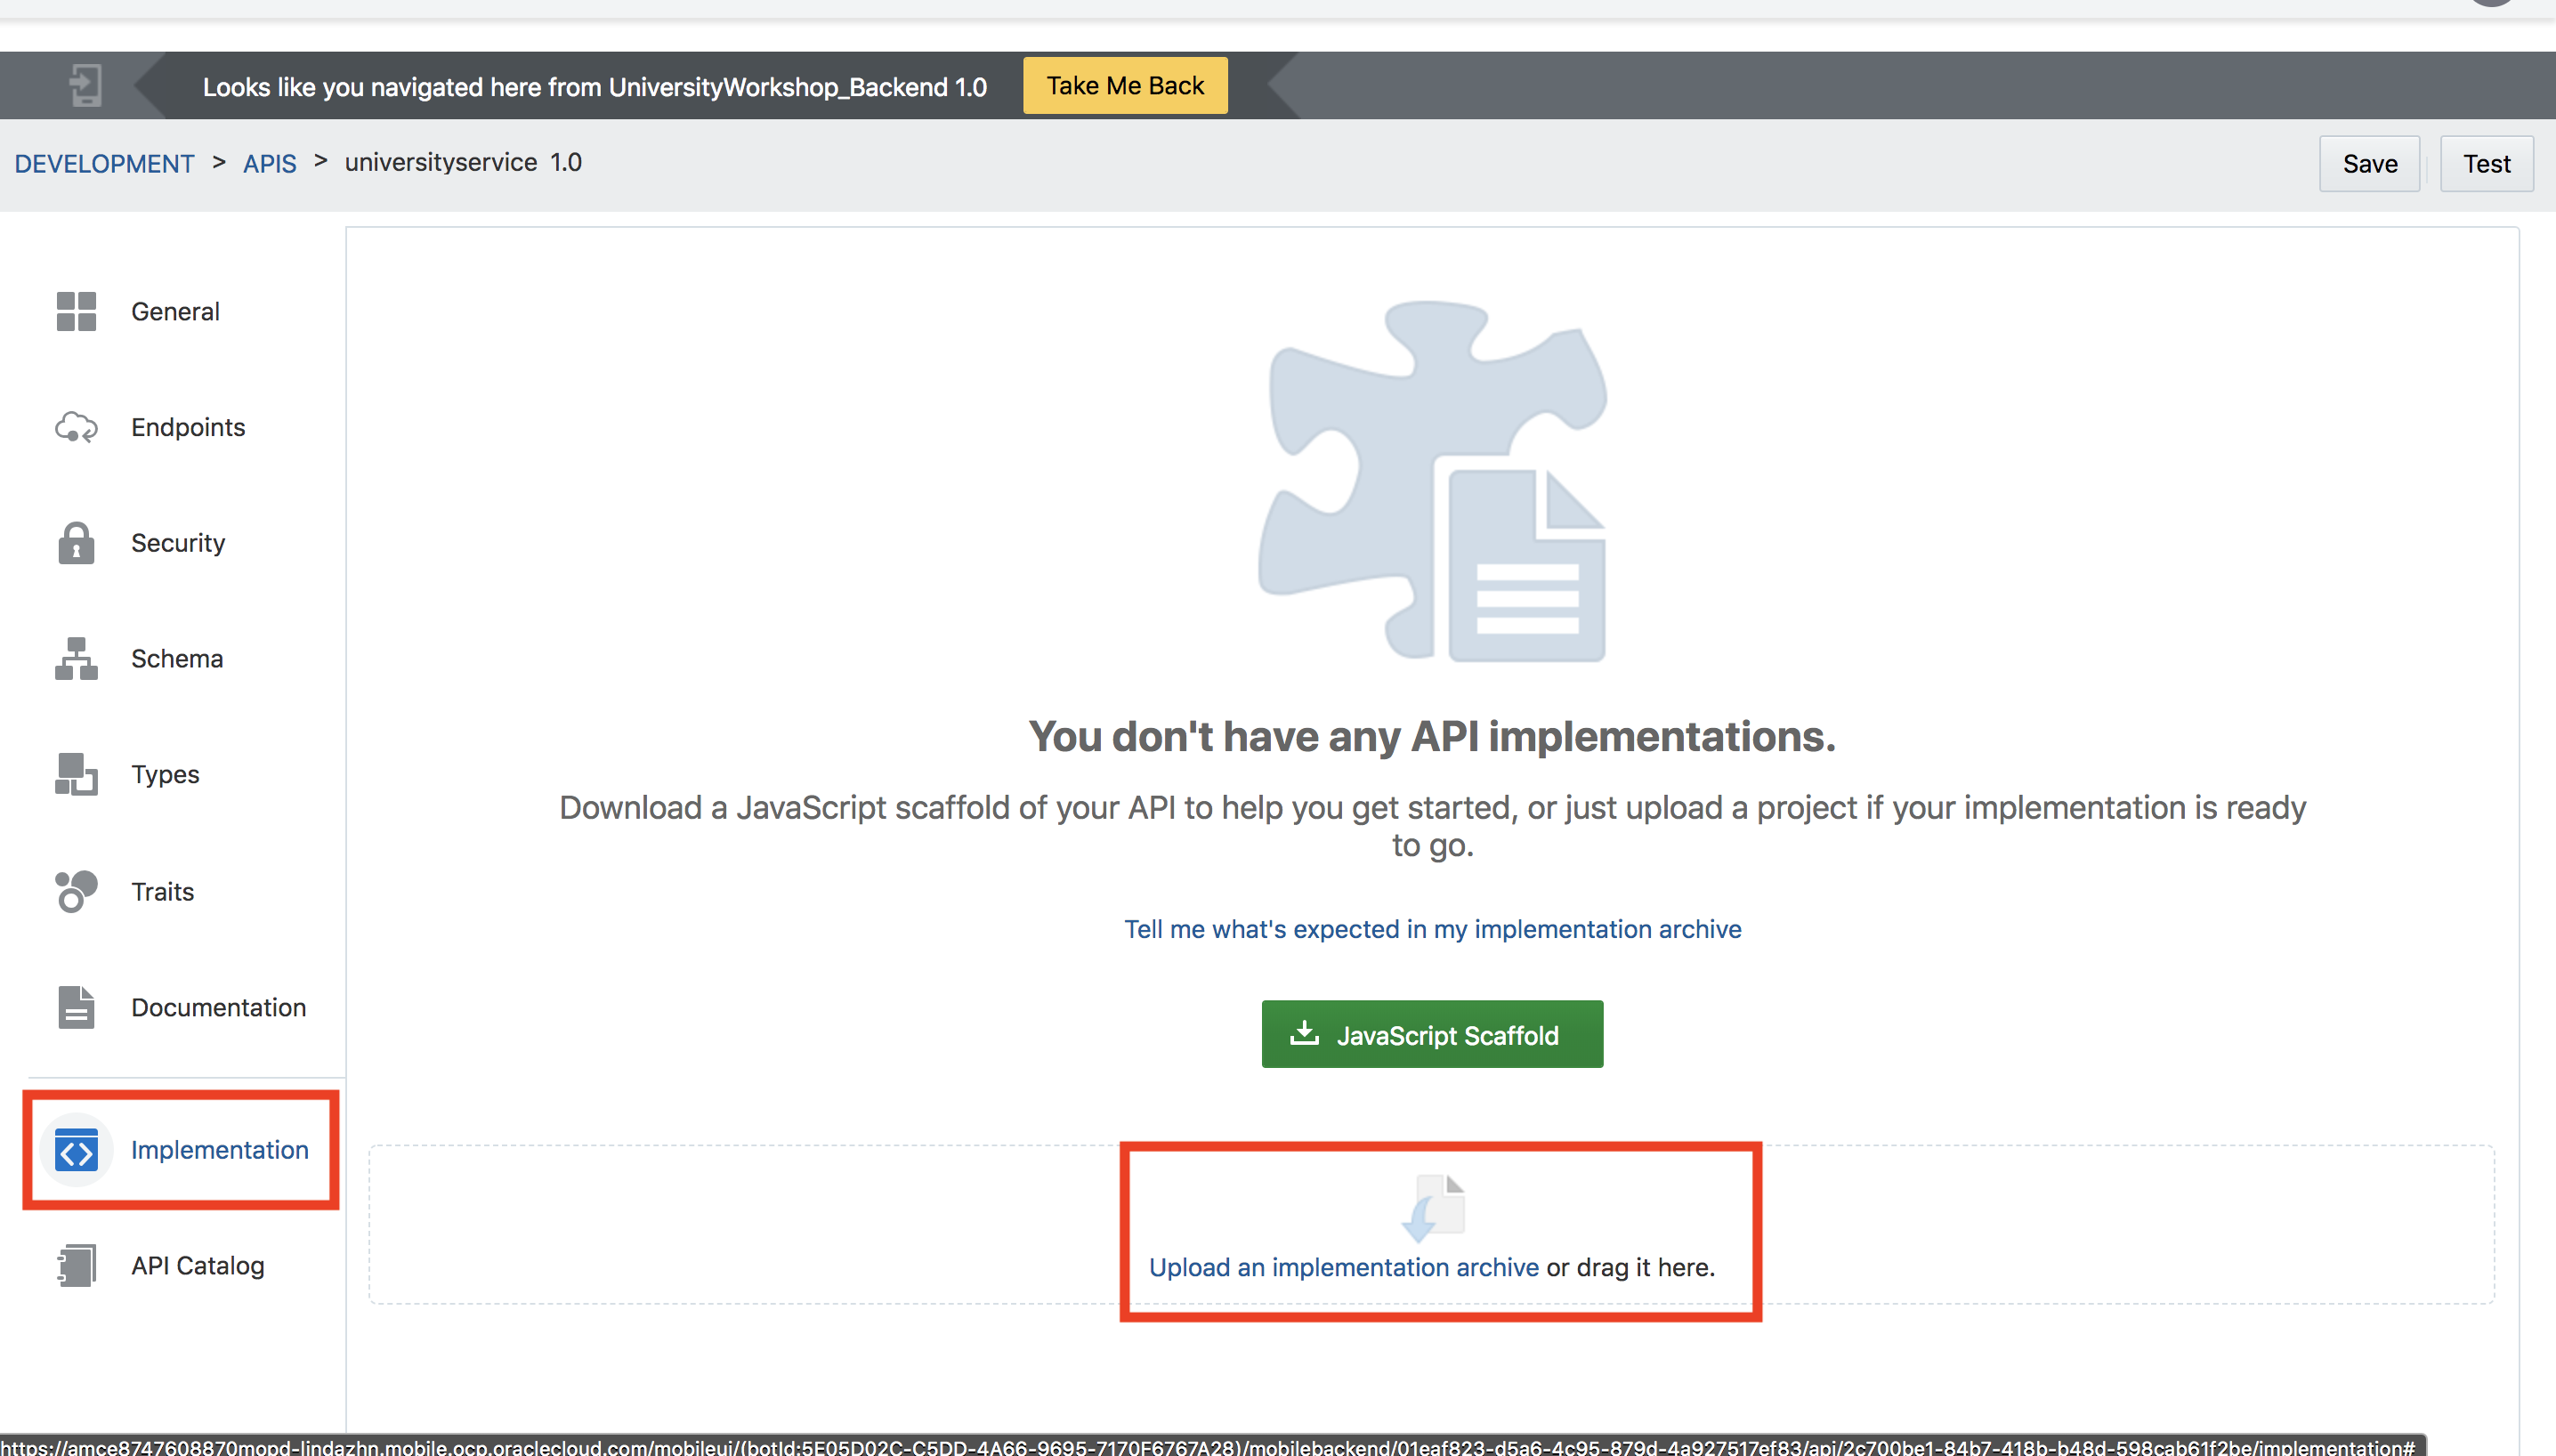 Looks like you navigated here from UniversityWorkshop_Backend 1.0
Take Me Back
DEVELOPMENT > APIS > universityservice 1.0
Save
Test
General
Endpoints
Security
Schema
Types
Traits
Documentation
Implementation
API Catalog
You don't have any API implementations.
Download a JavaScript scaffold of your API to help you get started, or just upload a project if your implementation is ready
to go.
Tell me what's expected in my implementation archive
JavaScript Scaffold
Upload an implementation archive or drag it here.
https://amce8747608870mopd-lindazhn.mobile.ocp.oraclecloud.com/mobileui/(botId:5E05D02C-C5DD-4A66-9695-7170F6767A28)/mobilebackend/01eaf823-d5a6-4c95-879d-4a927517ef83/api/2c700be1-84b7-418b-b48d-598cab61f2be/implementation#